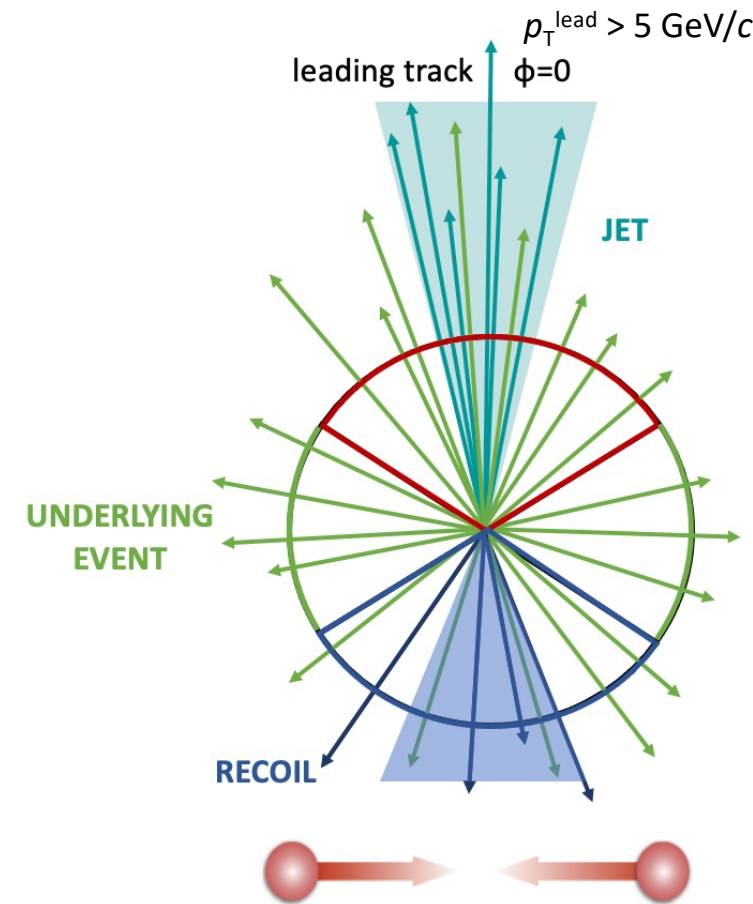 p_T^lead > 5 GeV/c
leading track ϕ=0
JET
UNDERLYING
EVENT
RECOIL